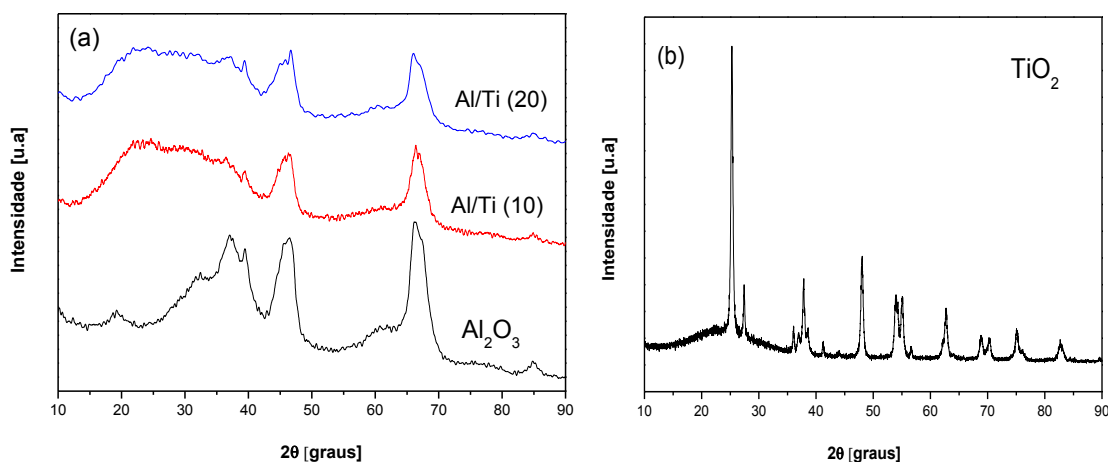 (a)
Al/Ti (20)
Al/Ti (10)
Al₂O₃
Intensidade [u.a]
10 20 30 40 50 60 70 80 90
2θ [graus]
(b)
TiO₂
Intensidade [u.a]
10 20 30 40 50 60 70 80 90
2θ [graus]